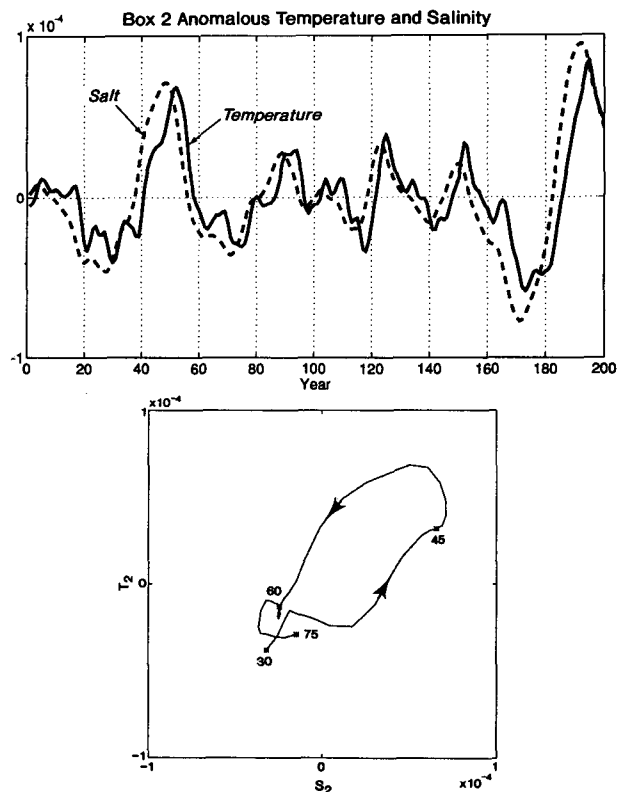 Box 2 Anomalous Temperature and Salinity
1 x10⁻⁴
Salt
Temperature
0
-1
0 20 40 60 80 100 120 140 160 180 200
Year
1 x10⁻⁴
45
T₂
0
60
75
30
-1
-1 0 1
S₂ x10⁻⁴